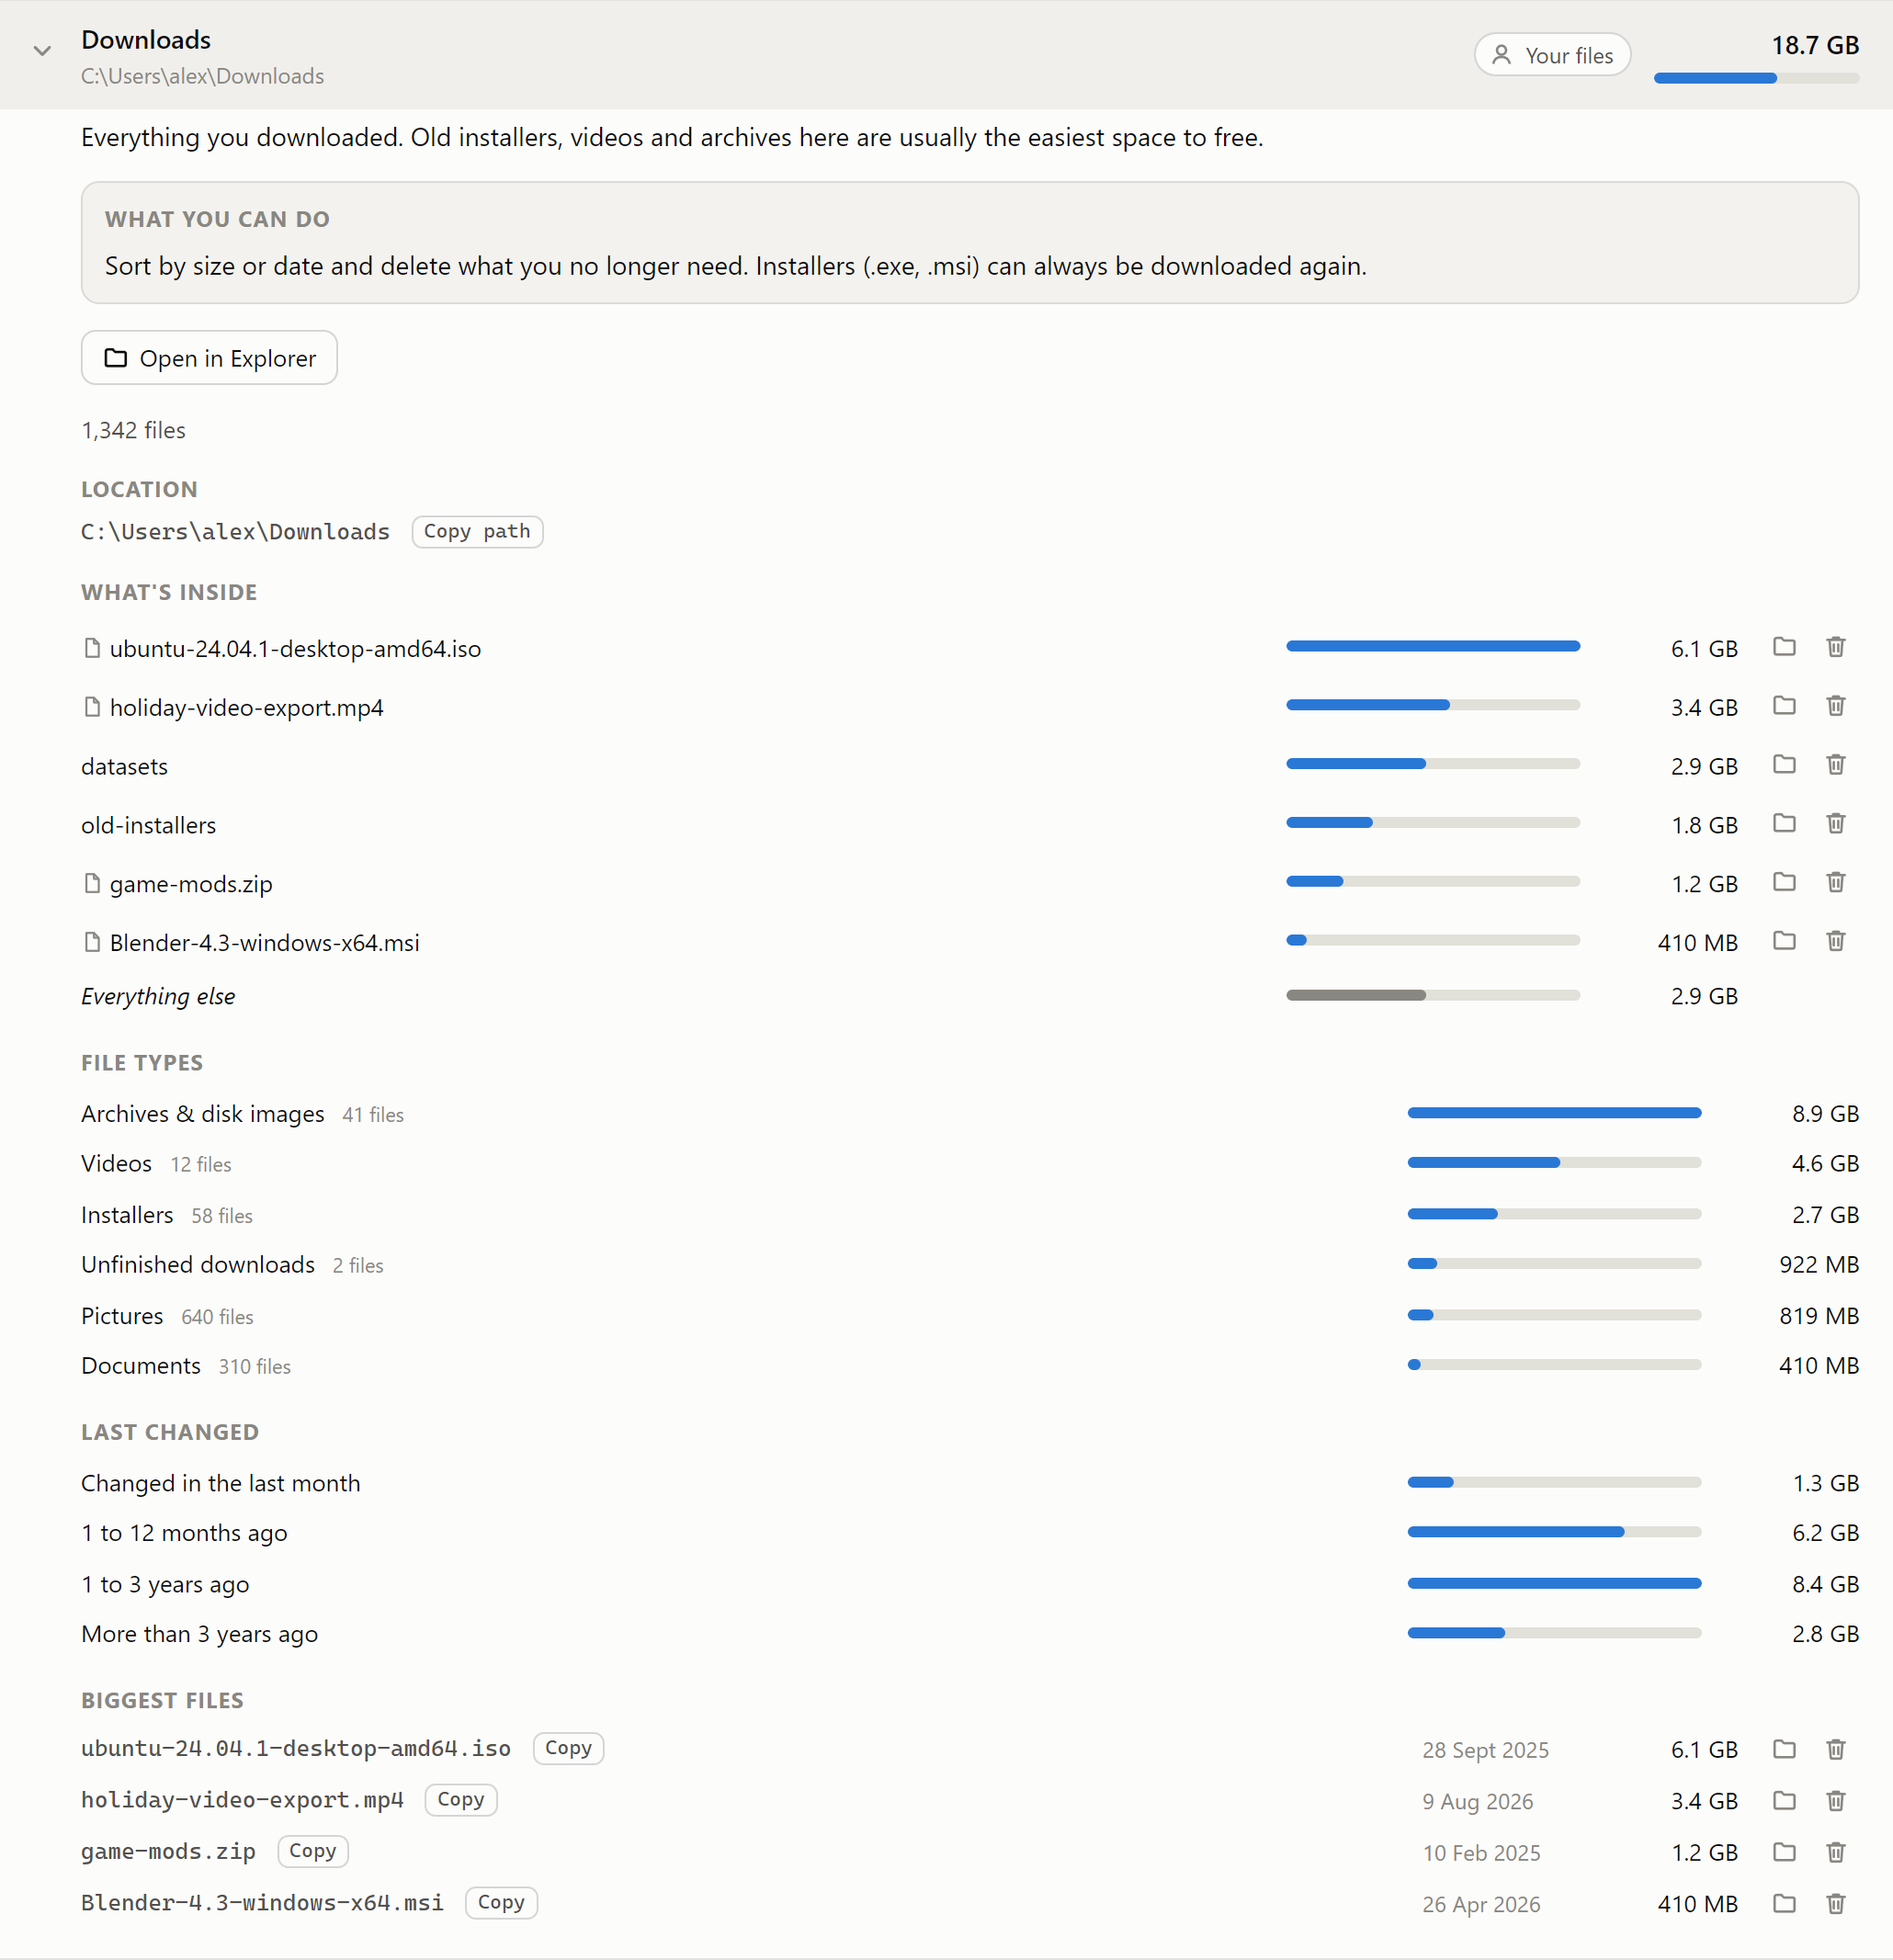 Downloads
C:\Users\alex\Downloads
Your files
18.7 GB
Everything you downloaded. Old installers, videos and archives here are usually the easiest space to free.
WHAT YOU CAN DO
Sort by size or date and delete what you no longer need. Installers (.exe, .msi) can always be downloaded again.
Open in Explorer
1,342 files
LOCATION
C:\Users\alex\Downloads Copy path
WHAT'S INSIDE
ubuntu-24.04.1-desktop-amd64.iso 6.1 GB
holiday-video-export.mp4 3.4 GB
datasets 2.9 GB
old-installers 1.8 GB
game-mods.zip 1.2 GB
Blender-4.3-windows-x64.msi 410 MB
Everything else 2.9 GB
FILE TYPES
Archives & disk images 41 files 8.9 GB
Videos 12 files 4.6 GB
Installers 58 files 2.7 GB
Unfinished downloads 2 files 922 MB
Pictures 640 files 819 MB
Documents 310 files 410 MB
LAST CHANGED
Changed in the last month 1.3 GB
1 to 12 months ago 6.2 GB
1 to 3 years ago 8.4 GB
More than 3 years ago 2.8 GB
BIGGEST FILES
ubuntu-24.04.1-desktop-amd64.iso Copy 28 Sept 2025 6.1 GB
holiday-video-export.mp4 Copy 9 Aug 2026 3.4 GB
game-mods.zip Copy 10 Feb 2025 1.2 GB
Blender-4.3-windows-x64.msi Copy 26 Apr 2026 410 MB